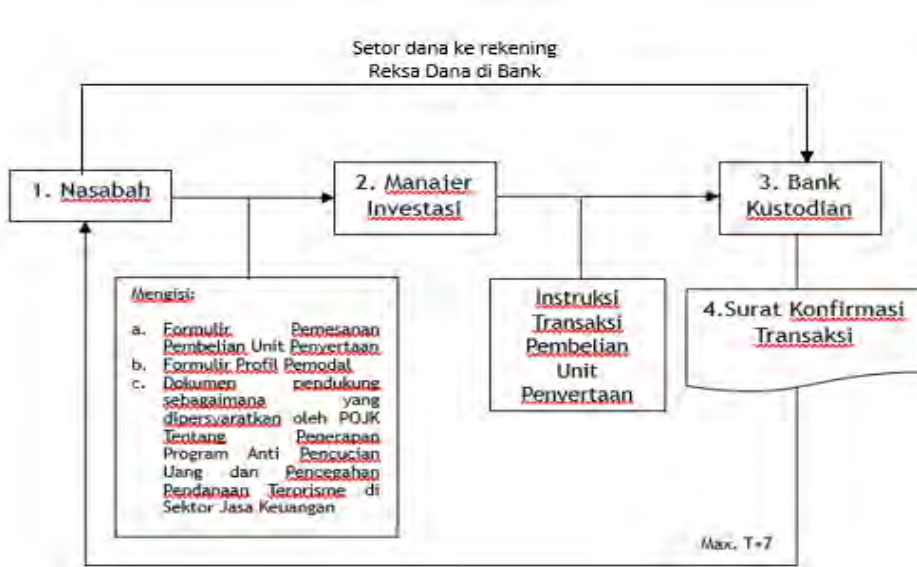 Setor dana ke rekening
Reksa Dana di Bank
1. Nasabah
2. Manajer
Investasi
3. Bank
Kustodian
Mengisi:
a. Formulir Pemesanan
Pembelian Unit Penyertaan
b. Formulir Profil Pemodal
c. Dokumen pendukung
sebagaimana yang
dipersyaratkan oleh POJK
Tentang Penerapan
Program Anti Pencucian
Uang dan Pencegahan
Pendanaan Terorisme di
Sektor Jasa Keuangan
Instruksi
Transaksi
Pembelian
Unit
Penyertaan
4.Surat Konfirmasi
Transaksi
Max. T+7